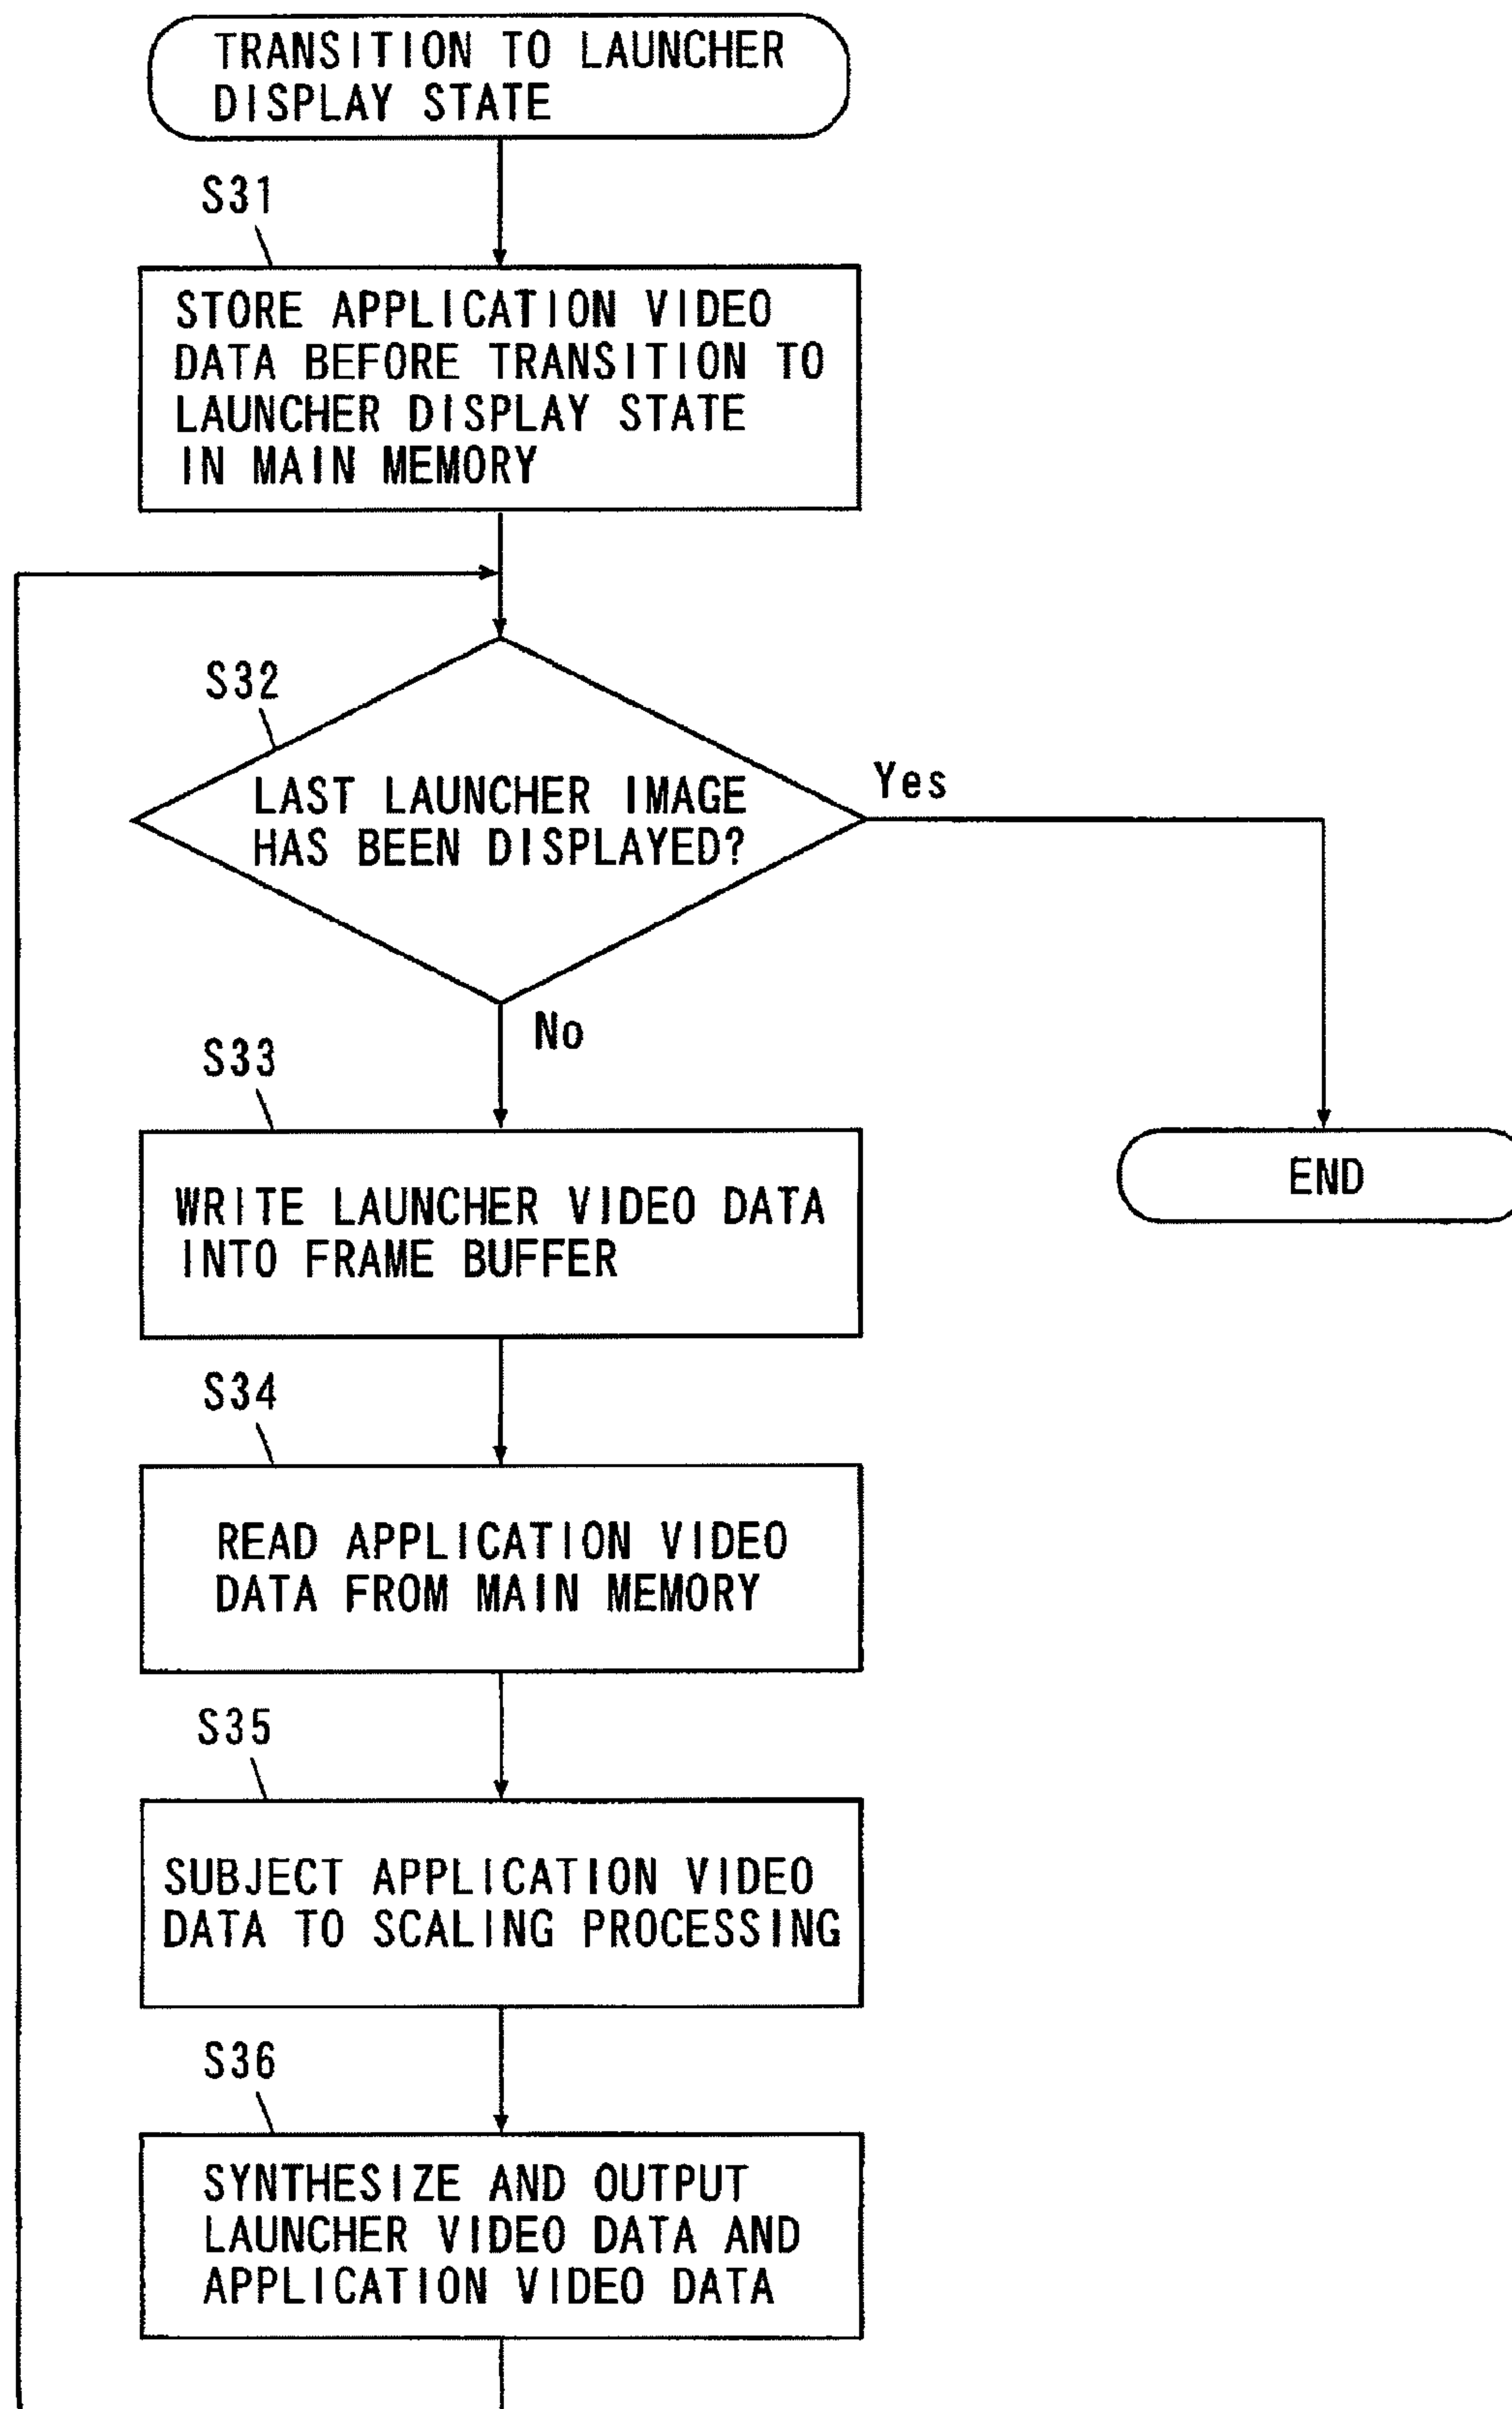 TRANSITION TO LAUNCHER
DISPLAY STATE
S31
STORE APPLICATION VIDEO
DATA BEFORE TRANSITION TO
LAUNCHER DISPLAY STATE
IN MAIN MEMORY
S32
LAST LAUNCHER IMAGE
HAS BEEN DISPLAYED?
Yes
No
S33
WRITE LAUNCHER VIDEO DATA
INTO FRAME BUFFER
END
S34
READ APPLICATION VIDEO
DATA FROM MAIN MEMORY
S35
SUBJECT APPLICATION VIDEO
DATA TO SCALING PROCESSING
S36
SYNTHESIZE AND OUTPUT
LAUNCHER VIDEO DATA AND
APPLICATION VIDEO DATA